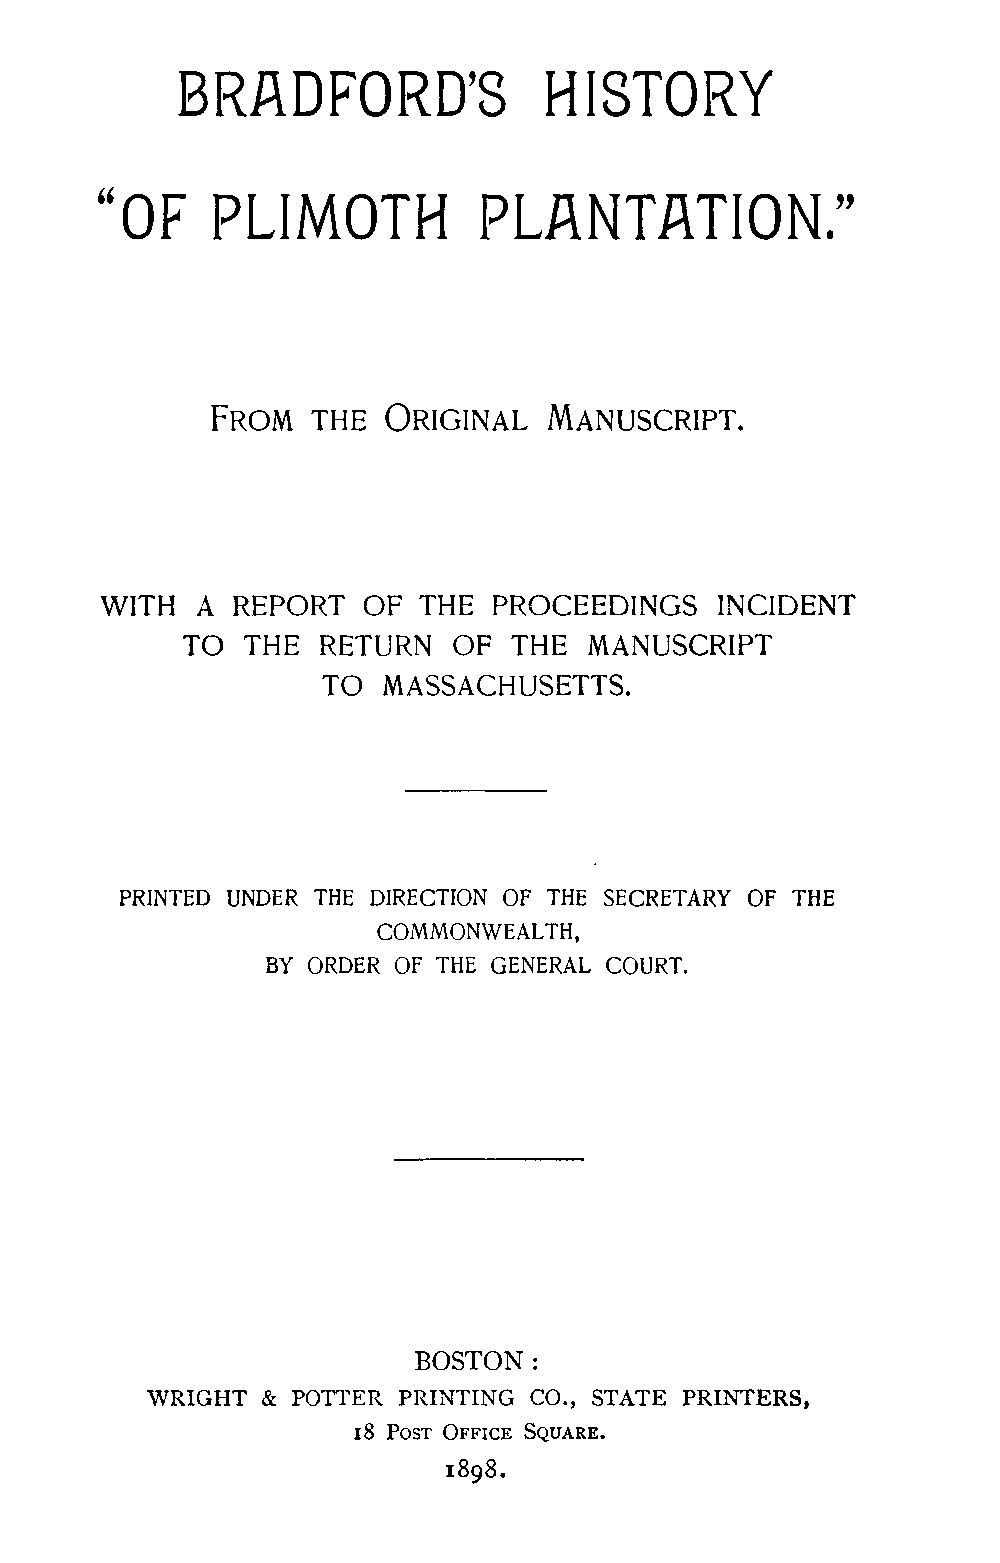 BRADFORD'S HISTORY
“OF PLIMOTH PLANTATION.”
FROM THE ORIGINAL MANUSCRIPT.
WITH A REPORT OF THE PROCEEDINGS INCIDENT
TO THE RETURN OF THE MANUSCRIPT
TO MASSACHUSETTS.
PRINTED UNDER THE DIRECTION OF THE SECRETARY OF THE
COMMONWEALTH,
BY ORDER OF THE GENERAL COURT.
BOSTON :
WRIGHT & POTTER PRINTING CO., STATE PRINTERS,
18 POST OFFICE SQUARE.
1898.